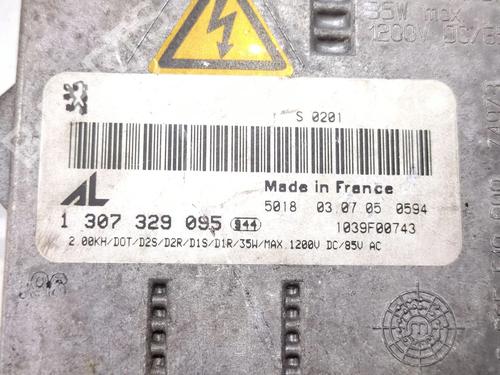 35W max.
1200V DC/
S 0201
AL
Made in France
5018 03.07.05 0594
1 307 329 095 944
1039F00743
2.00KH/DOT/D2S/D2R/D1S/D1R/35W/MAX.1200V DC/85V AC